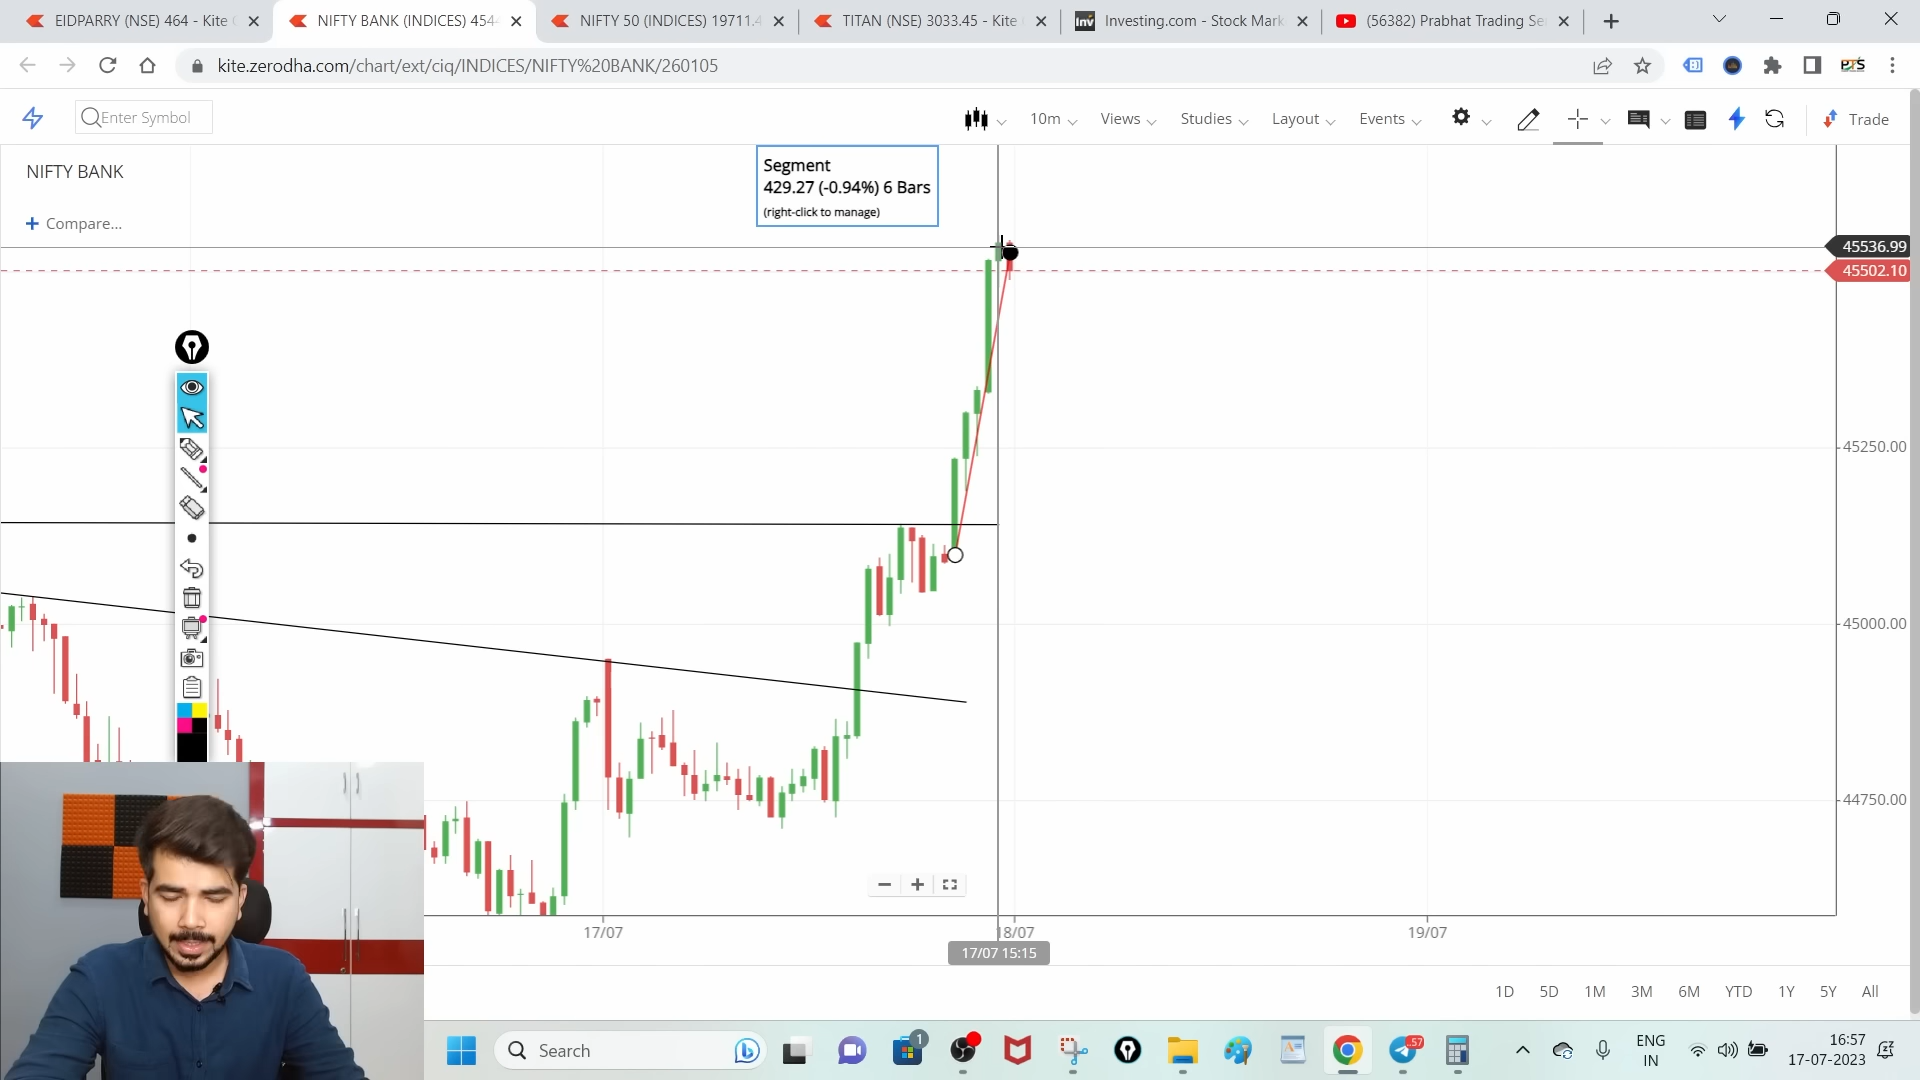 EIDPARRY (NSE) 464 - Kite
NIFTY BANK (INDICES) 454
NIFTY 50 (INDICES) 19711.4
TITAN (NSE) 3033.45 - Kite
Investing.com - Stock Mark
(56382) Prabhat Trading Se
kite.zerodha.com/chart/ext/ciq/INDICES/NIFTY%20BANK/260105
PTS
Enter Symbol
10m
Views
Studies
Layout
Events
Trade
NIFTY BANK
Segment
429.27 (-0.94%) 6 Bars
(right-click to manage)
+ Compare...
45536.99
45502.10
45250.00
45000.00
44750.00
17/07
18/07
19/07
17/07 15:15
1D 5D 1M 3M 6M YTD 1Y 5Y All
Search
1
57
ENG
IN
16:57
17-07-2023